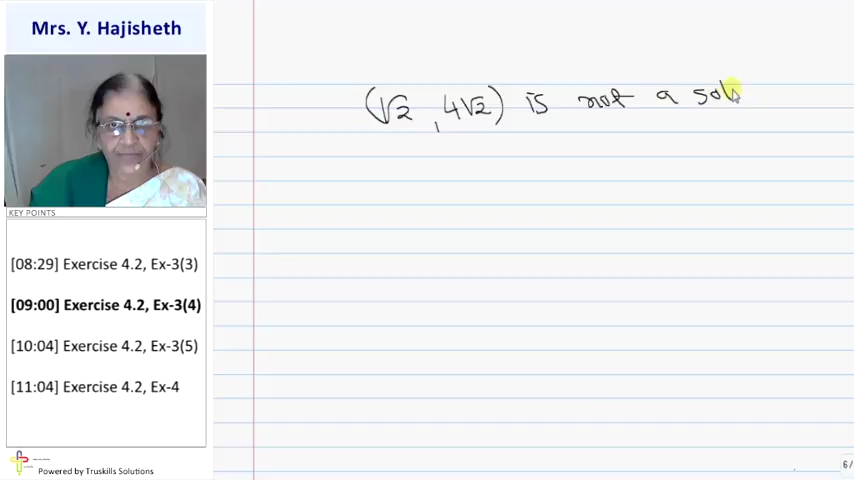 Mrs. Y. Hajisheth
(√2 , 4√2) is not a sol
KEY POINTS
[08:29] Exercise 4.2, Ex-3(3)
[09:00] Exercise 4.2, Ex-3(4)
[10:04] Exercise 4.2, Ex-3(5)
[11:04] Exercise 4.2, Ex-4
Powered by Truskills Solutions
6/